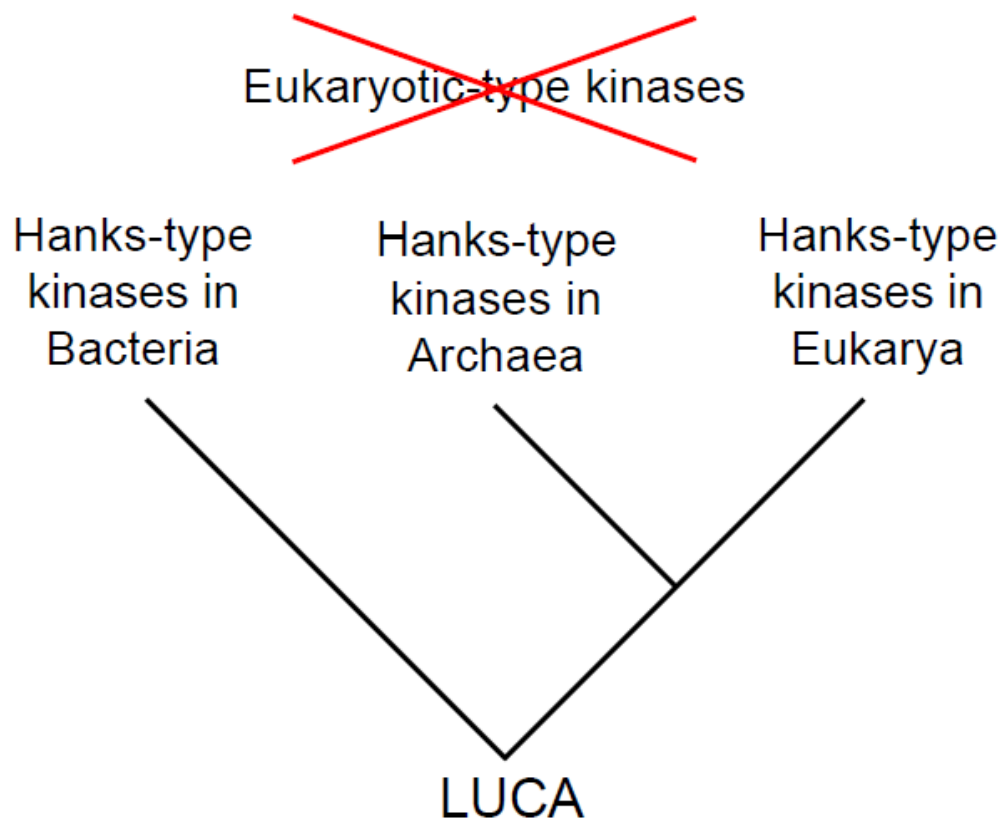 Eukaryotic-type kinases
Hanks-type
kinases in
Bacteria
Hanks-type
kinases in
Archaea
Hanks-type
kinases in
Eukarya
LUCA